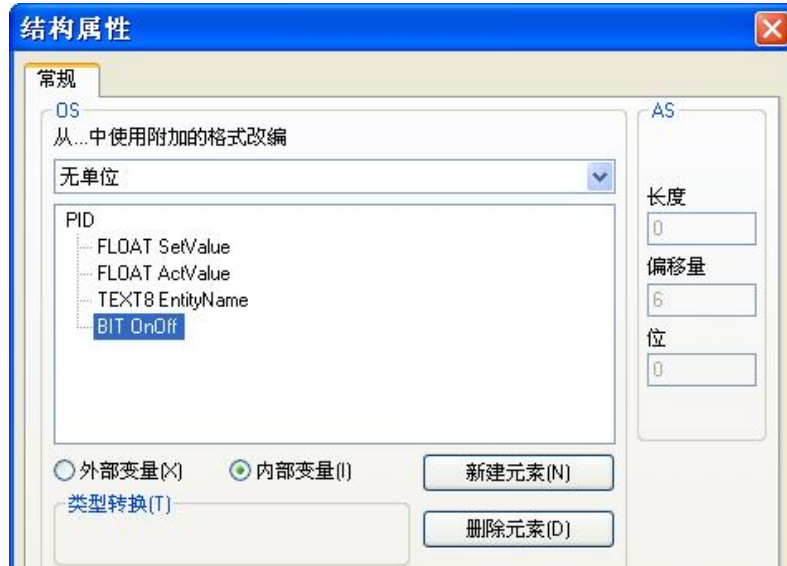 结构属性
常规
OS
从...中使用附加的格式改编
无单位
PID
FLOAT SetValue
FLOAT ActValue
TEXT8 EntityName
BIT OnOff
外部变量(X) 内部变量(I)
新建元素(N)
类型转换(T)
删除元素(D)
AS
长度
0
偏移量
6
位
0